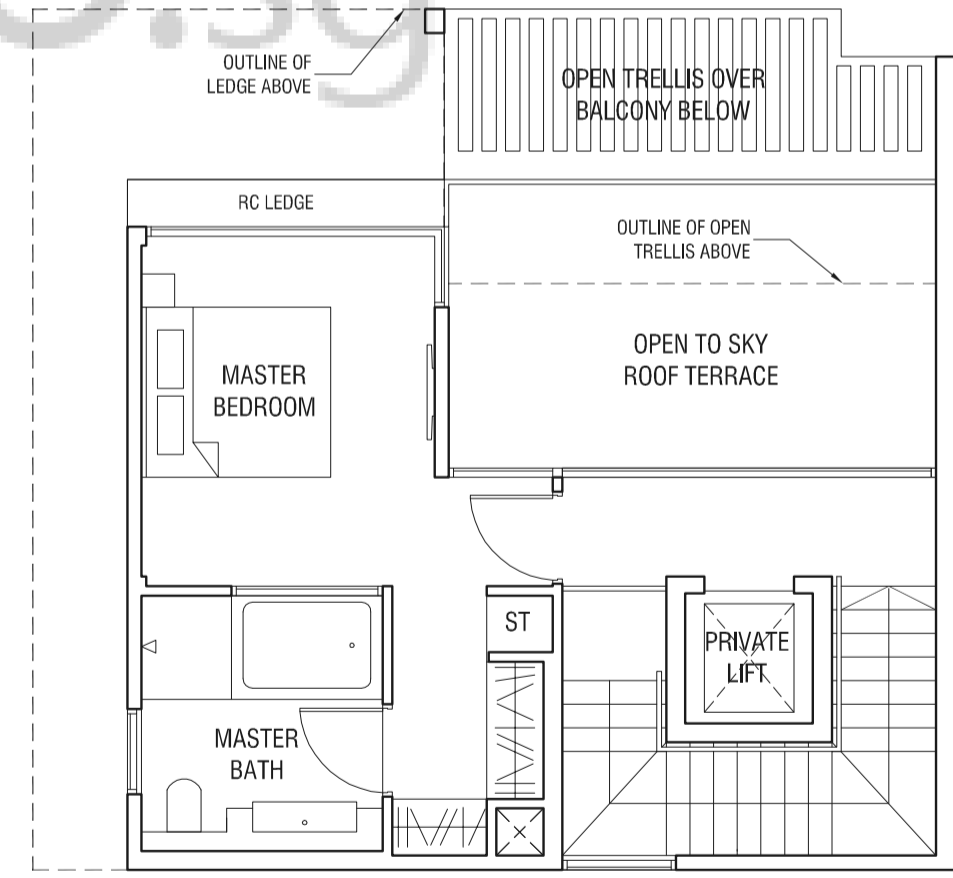 OUTLINE OF
LEDGE ABOVE
OPEN TRELLIS OVER
BALCONY BELOW
RC LEDGE
OUTLINE OF OPEN
TRELLIS ABOVE
OPEN TO SKY
ROOF TERRACE
MASTER
BEDROOM
ST
PRIVATE
LIFT
MASTER
BATH